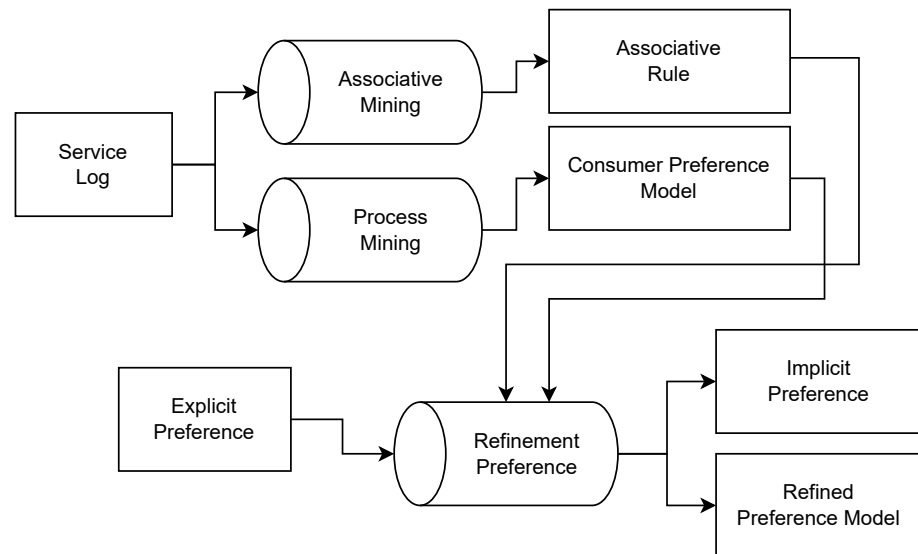 Associative
Mining
Associative
Rule
Service
Log
Process
Mining
Consumer Preference
Model
Explicit
Preference
Refinement
Preference
Implicit
Preference
Refined
Preference Model